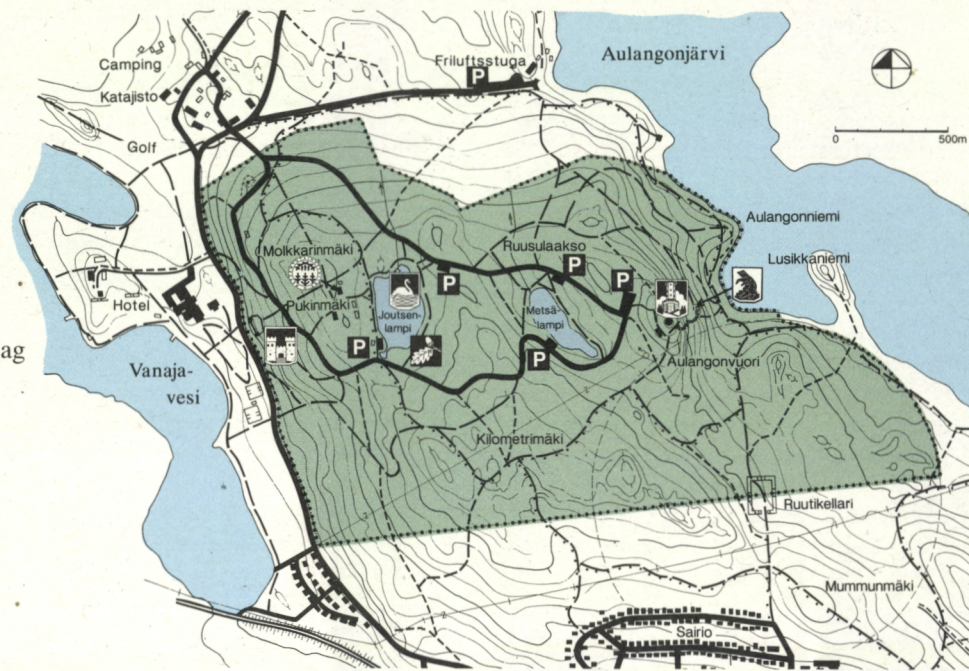 Aulangonjärvi
Friluftsstuga
P
Camping
Katajisto
Golf
0 500m
Aulangonniemi
Lusikkaniemi
Molkkarinmäki
Ruusulaakso
P
P
P
Pukinmäki
Hotel
Joutsen-
lampi
Metsä-
lampi
P
P
ag
Aulangonvuori
Vanaja-
vesi
Kilometrimäki
Ruutikellari
Mummunmäki
Sairio